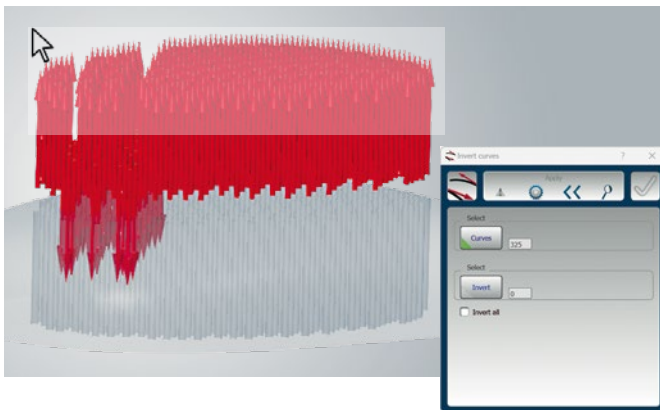 Invert curves
? X
Apply
Select
Curves
325
Select
Invert
0
Invert all